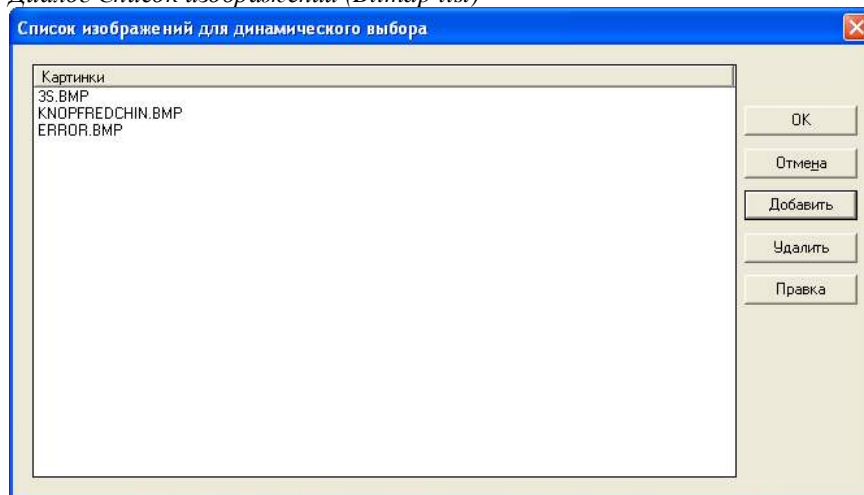 Диалог Список изображений (Bitmap list)
Список изображений для динамического выбора
Картинки
3S.BMP
KNOPFREDCHIN.BMP
ERROR.BMP
OK
Отмена
Добавить
Удалить
Правка